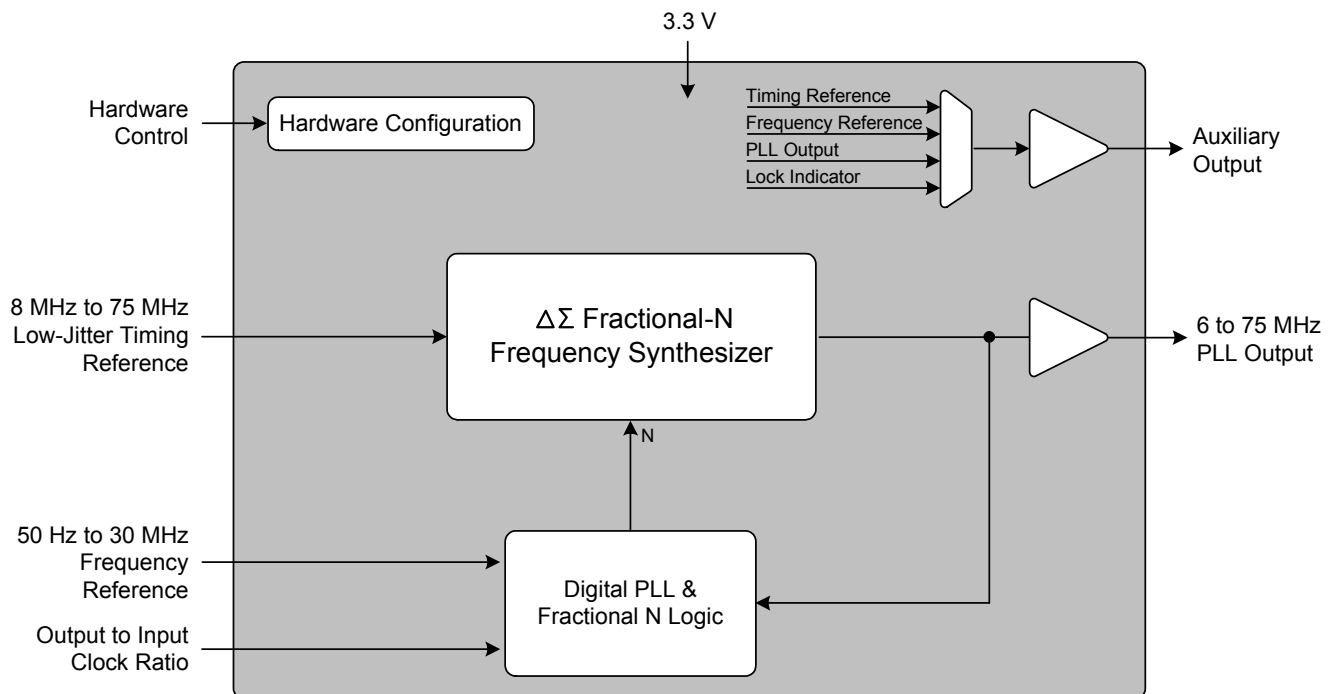 3.3 V
Hardware
Control
Hardware Configuration
Timing Reference
Frequency Reference
PLL Output
Lock Indicator
Auxiliary
Output
8 MHz to 75 MHz
Low-Jitter Timing
Reference
ΔΣ Fractional-N
Frequency Synthesizer
6 to 75 MHz
PLL Output
N
50 Hz to 30 MHz
Frequency
Reference
Digital PLL &
Fractional N Logic
Output to Input
Clock Ratio